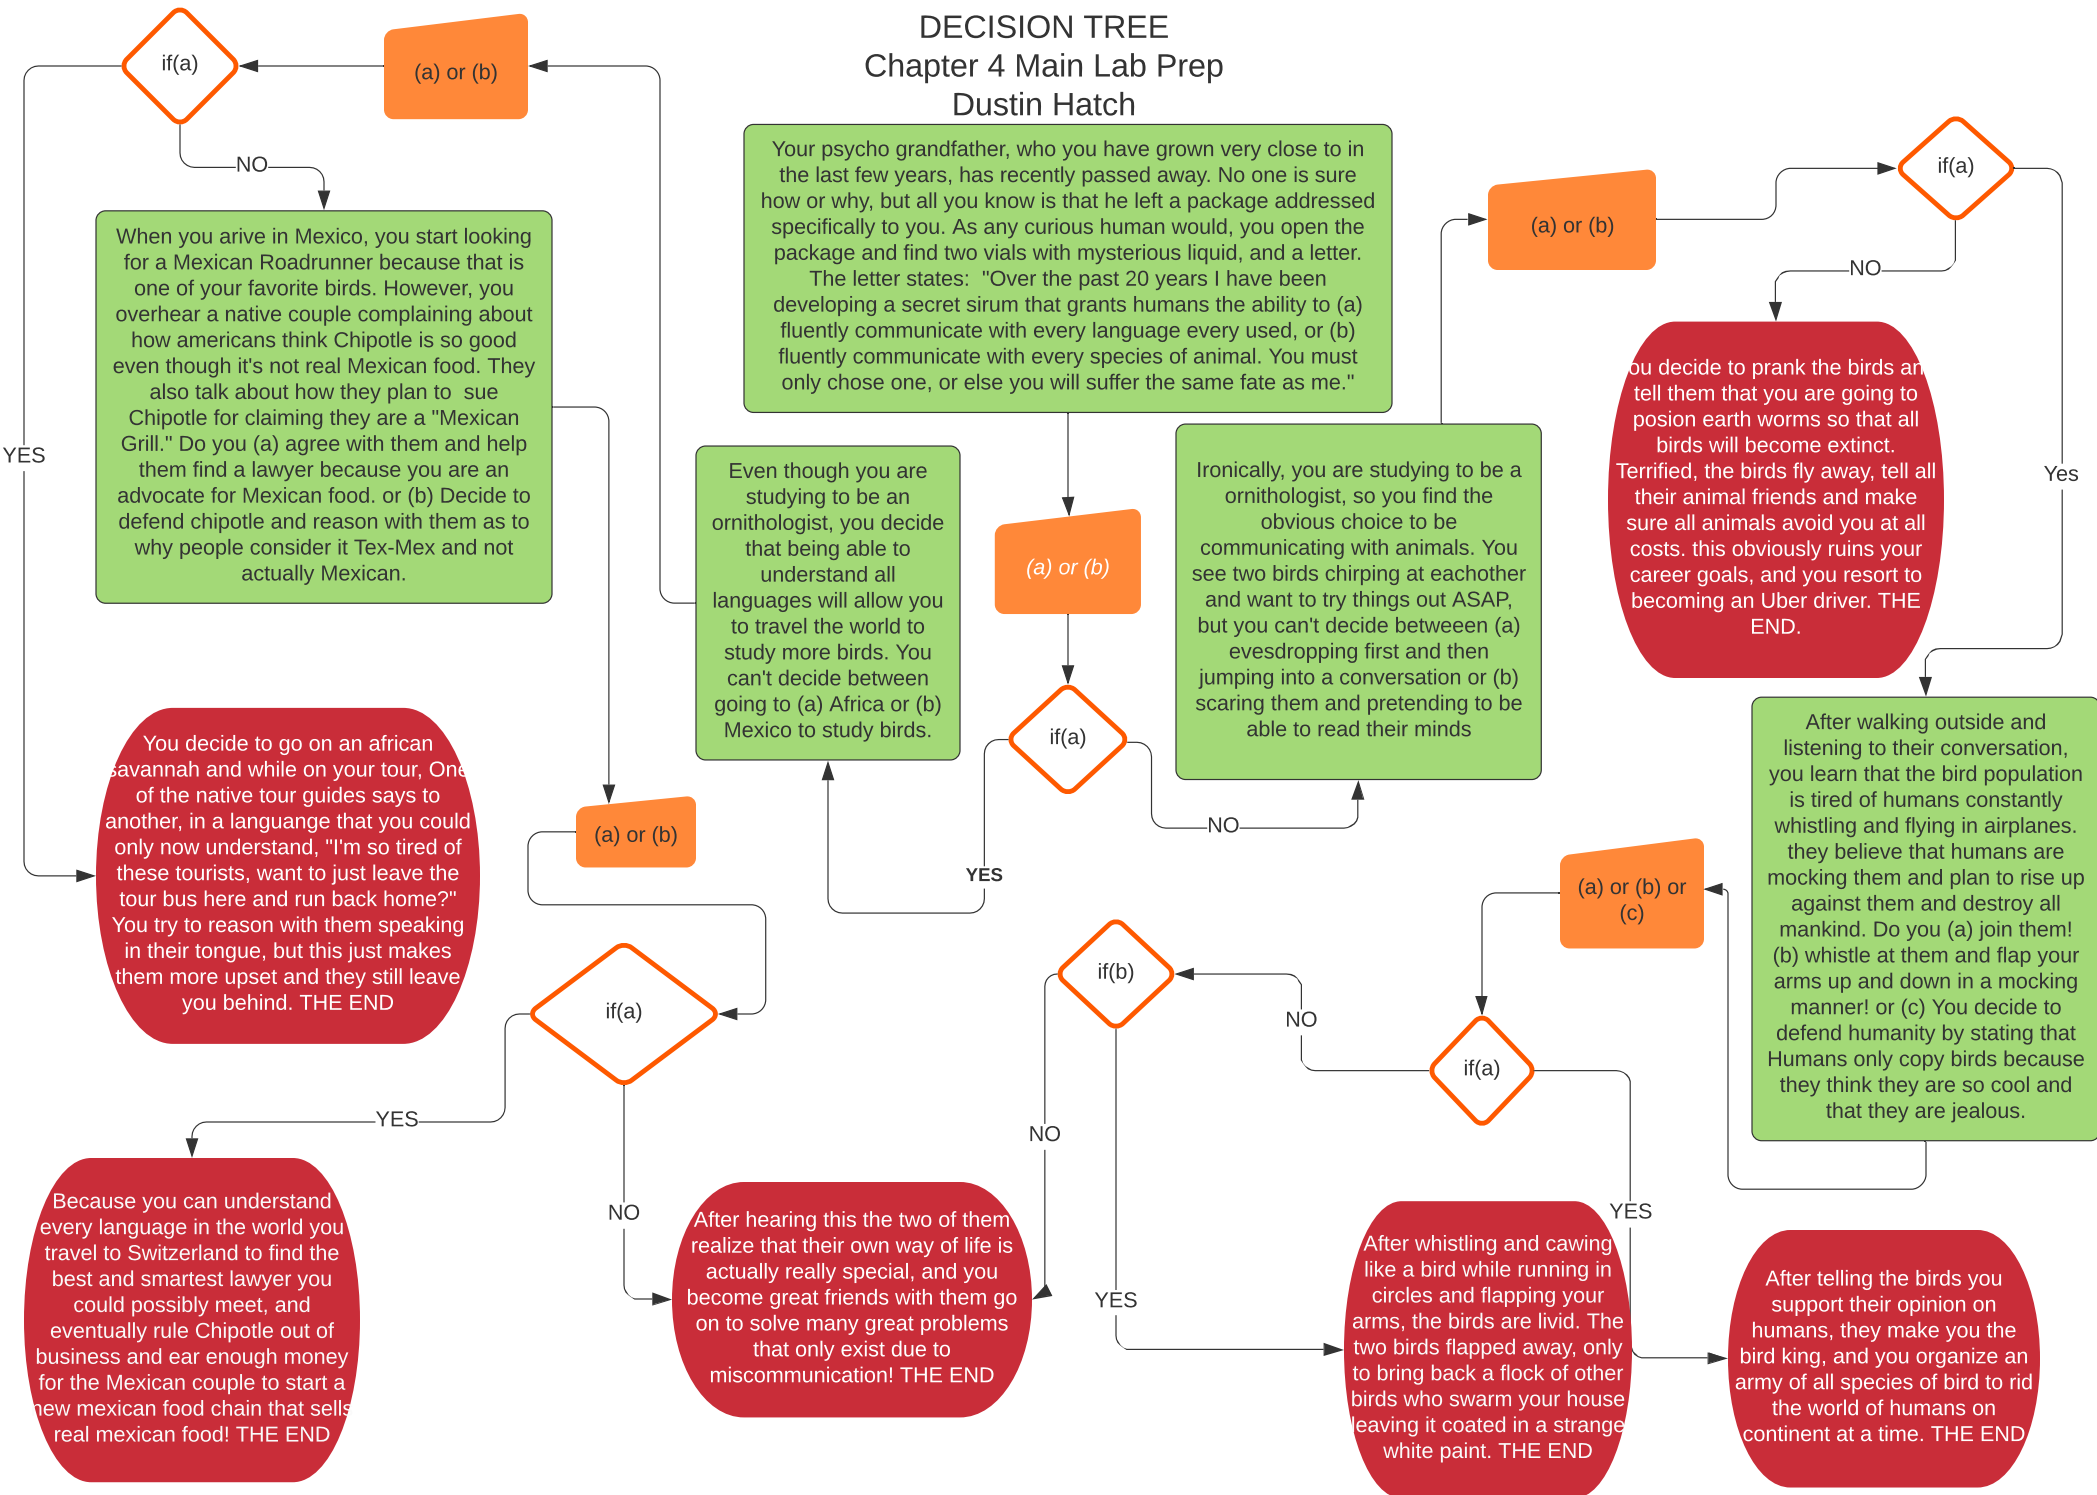 DECISION TREE
Chapter 4 Main Lab Prep
Dustin Hatch
Your psycho grandfather, who you have grown very close to in
the last few years, has recently passed away. No one is sure
how or why, but all you know is that he left a package addressed
specifically to you. As any curious human would, you open the
package and find two vials with mysterious liquid, and a letter.
The letter states:  "Over the past 20 years I have been
developing a secret sirum that grants humans the ability to (a)
fluently communicate with every language every used, or (b)
fluently communicate with every species of animal. You must
only chose one, or else you will suffer the same fate as me."
(a) or (b)
if(a)
YES
NO
Even though you are
studying to be an
ornithologist, you decide
that being able to
understand all
languages will allow you
to travel the world to
study more birds. You
can't decide between
going to (a) Africa or (b)
Mexico to study birds.
(a) or (b)
if(a)
NO
YES
When you arive in Mexico, you start looking
for a Mexican Roadrunner because that is
one of your favorite birds. However, you
overhear a native couple complaining about
how americans think Chipotle is so good
even though it's not real Mexican food. They
also talk about how they plan to  sue
Chipotle for claiming they are a "Mexican
Grill." Do you (a) agree with them and help
them find a lawyer because you are an
advocate for Mexican food. or (b) Decide to
defend chipotle and reason with them as to
why people consider it Tex-Mex and not
actually Mexican.
You decide to go on an african
savannah and while on your tour, One
of the native tour guides says to
another, in a languange that you could
only now understand, "I'm so tired of
these tourists, want to just leave the
tour bus here and run back home?"
You try to reason with them speaking
in their tongue, but this just makes
them more upset and they still leave
you behind. THE END
(a) or (b)
if(a)
YES
NO
Because you can understand
every language in the world you
travel to Switzerland to find the
best and smartest lawyer you
could possibly meet, and
eventually rule Chipotle out of
business and ear enough money
for the Mexican couple to start a
new mexican food chain that sells
real mexican food! THE END
After hearing this the two of them
realize that their own way of life is
actually really special, and you
become great friends with them go
on to solve many great problems
that only exist due to
miscommunication! THE END
Ironically, you are studying to be a
ornithologist, so you find the
obvious choice to be
communicating with animals. You
see two birds chirping at eachother
and want to try things out ASAP,
but you can't decide betweeen (a)
evesdropping first and then
jumping into a conversation or (b)
scaring them and pretending to be
able to read their minds
(a) or (b)
if(a)
NO
Yes
You decide to prank the birds and
tell them that you are going to
posion earth worms so that all
birds will become extinct.
Terrified, the birds fly away, tell all
their animal friends and make
sure all animals avoid you at all
costs. this obviously ruins your
career goals, and you resort to
becoming an Uber driver. THE
END.
After walking outside and
listening to their conversation,
you learn that the bird population
is tired of humans constantly
whistling and flying in airplanes.
they believe that humans are
mocking them and plan to rise up
against them and destroy all
mankind. Do you (a) join them!
(b) whistle at them and flap your
arms up and down in a mocking
manner! or (c) You decide to
defend humanity by stating that
Humans only copy birds because
they think they are so cool and
that they are jealous.
(a) or (b) or
(c)
if(a)
NO
YES
if(b)
NO
YES
After whistling and cawing
like a bird while running in
circles and flapping your
arms, the birds are livid. The
two birds flapped away, only
to bring back a flock of other
birds who swarm your house
leaving it coated in a strange
white paint. THE END
After telling the birds you
support their opinion on
humans, they make you the
bird king, and you organize an
army of all species of bird to rid
the world of humans on
continent at a time. THE END